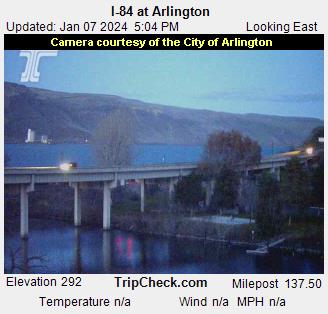 I-84 at Arlington
Updated: Jan 07 2024 5:04 PM Looking East
Camera courtesy of the City of Arlington
Elevation 292 TripCheck.com Milepost 137.50
Temperature n/a Wind n/a MPH n/a